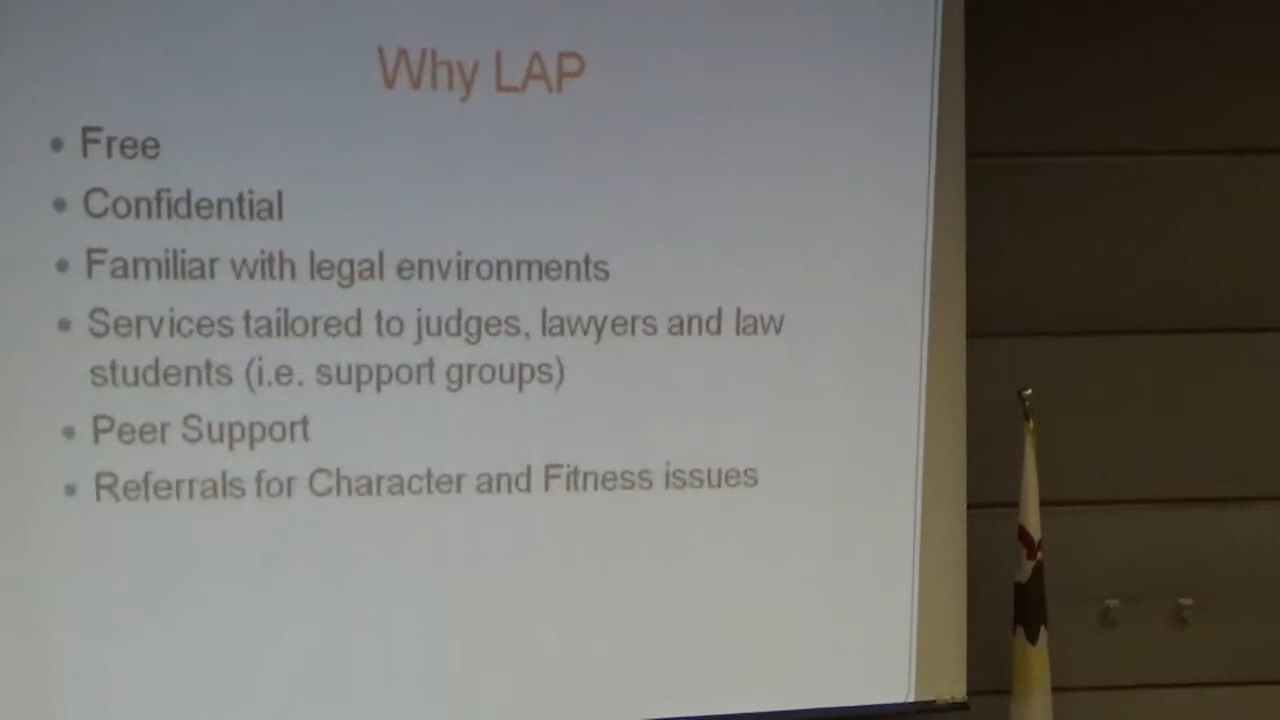 Why LAP
• Free
• Confidential
• Familiar with legal environments
• Services tailored to judges, lawyers and law
students (i.e. support groups)
• Peer Support
• Referrals for Character and Fitness issues